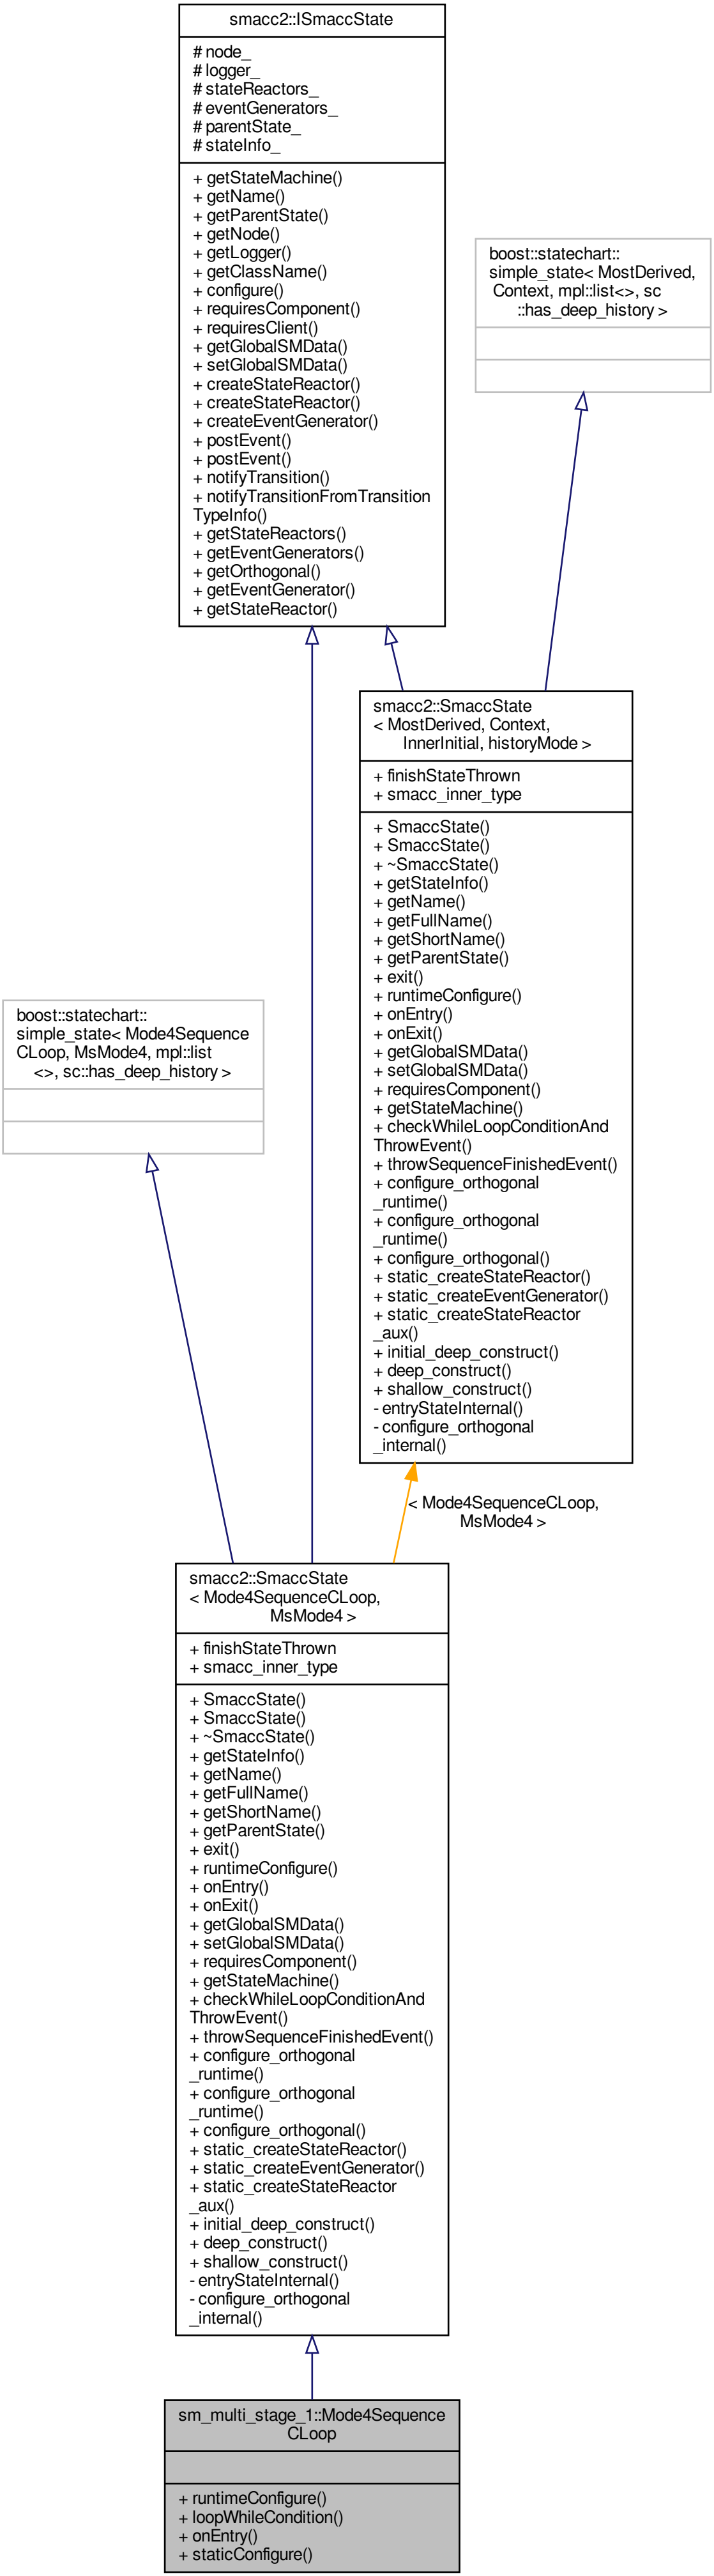 smacc2::ISmaccState
# node_
# logger_
# stateReactors_
# eventGenerators_
# parentState_
# stateInfo_
+ getStateMachine()
+ getName()
+ getParentState()
+ getNode()
+ getLogger()
+ getClassName()
+ configure()
+ requiresComponent()
+ requiresClient()
+ getGlobalSMData()
+ setGlobalSMData()
+ createStateReactor()
+ createStateReactor()
+ createEventGenerator()
+ postEvent()
+ postEvent()
+ notifyTransition()
+ notifyTransitionFromTransition
TypeInfo()
+ getStateReactors()
+ getEventGenerators()
+ getOrthogonal()
+ getEventGenerator()
+ getStateReactor()
boost::statechart::
simple_state< MostDerived,
Context, mpl::list<>, sc
::has_deep_history >
smacc2::SmaccState
< MostDerived, Context,
InnerInitial, historyMode >
+ finishStateThrown
+ smacc_inner_type
+ SmaccState()
+ SmaccState()
+ ~SmaccState()
+ getStateInfo()
+ getName()
+ getFullName()
+ getShortName()
+ getParentState()
+ exit()
+ runtimeConfigure()
+ onEntry()
+ onExit()
+ getGlobalSMData()
+ setGlobalSMData()
+ requiresComponent()
+ getStateMachine()
+ checkWhileLoopConditionAnd
ThrowEvent()
+ throwSequenceFinishedEvent()
+ configure_orthogonal
_runtime()
+ configure_orthogonal
_runtime()
+ configure_orthogonal()
+ static_createStateReactor()
+ static_createEventGenerator()
+ static_createStateReactor
_aux()
+ initial_deep_construct()
+ deep_construct()
+ shallow_construct()
- entryStateInternal()
- configure_orthogonal
_internal()
boost::statechart::
simple_state< Mode4Sequence
CLoop, MsMode4, mpl::list
<>, sc::has_deep_history >
< Mode4SequenceCLoop,
MsMode4 >
smacc2::SmaccState
< Mode4SequenceCLoop,
MsMode4 >
+ finishStateThrown
+ smacc_inner_type
+ SmaccState()
+ SmaccState()
+ ~SmaccState()
+ getStateInfo()
+ getName()
+ getFullName()
+ getShortName()
+ getParentState()
+ exit()
+ runtimeConfigure()
+ onEntry()
+ onExit()
+ getGlobalSMData()
+ setGlobalSMData()
+ requiresComponent()
+ getStateMachine()
+ checkWhileLoopConditionAnd
ThrowEvent()
+ throwSequenceFinishedEvent()
+ configure_orthogonal
_runtime()
+ configure_orthogonal
_runtime()
+ configure_orthogonal()
+ static_createStateReactor()
+ static_createEventGenerator()
+ static_createStateReactor
_aux()
+ initial_deep_construct()
+ deep_construct()
+ shallow_construct()
- entryStateInternal()
- configure_orthogonal
_internal()
sm_multi_stage_1::Mode4Sequence
CLoop
+ runtimeConfigure()
+ loopWhileCondition()
+ onEntry()
+ staticConfigure()